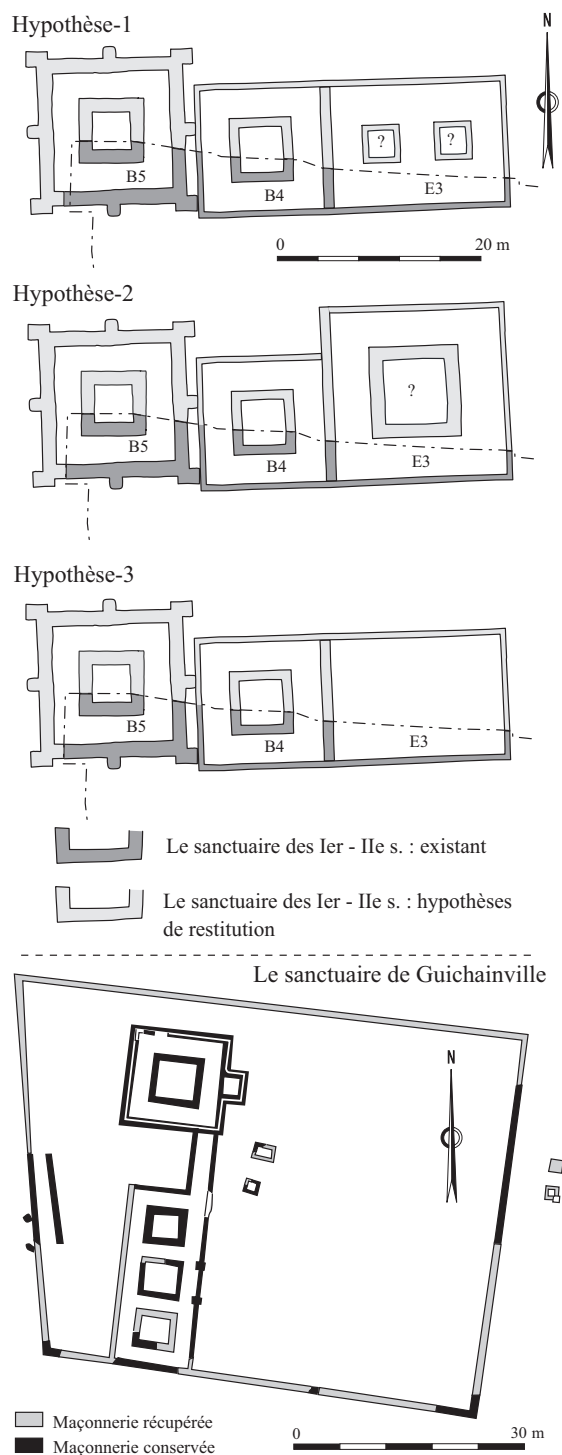 Hypothèse-1
N
B5
B4
? ?
E3
0 20 m
Hypothèse-2
B5
B4
?
E3
Hypothèse-3
B5
B4
E3
Le sanctuaire des Ier - IIe s. : existant
Le sanctuaire des Ier - IIe s. : hypothèses
de restitution
Le sanctuaire de Guichainville
N
Maçonnerie récupérée
Maçonnerie conservée
0 30 m